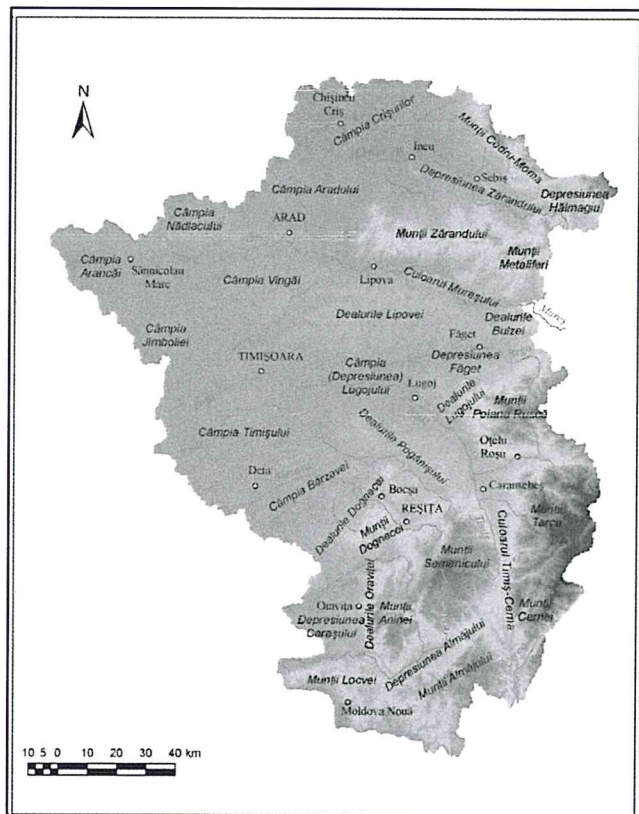 N
Chișineu
Criș
Câmpia Crișurilor
Munții Codru-Moma
Ineu
Sebiș
Depresiunea Zărandului
Depresiunea
Hălmagiu
Câmpia Aradului
Câmpia
Nădlacului
ARAD
Munții Zărandului
Munții
Metaliferi
Câmpia
Arancăi
Sânnicolau
Mare
Câmpia Vingăi
Lipova
Culoarul Mureșului
Mureș
Dealurile Lipovei
Dealurile
Bulzei
Câmpia
Jimboliei
Făget
Depresiunea
Făget
TIMIȘOARA
Câmpia
(Depresiunea)
Lugojului
Lugoj
Dealurile
Lugojului
Munții
Poiana Ruscă
Câmpia Timișului
Dealurile Pogănișului
Oțelu
Roșu
Deta
Câmpia Bârzavei
Bocșa
Caransebeș
Dealurile Dognecei
REȘIȚA
Munții
Dognecei
Timiș
Munții
Țarcu
Munții
Semenicului
Culoarul Timiș-Cerna
Oravița
Dealurile Oraviței
Munții
Aninei
Depresiunea
Carașului
Munții
Cernei
Depresiunea Almăjului
Munții Almăjului
Munții Locvei
Moldova Nouă
10 5 0 10 20 30 40 km